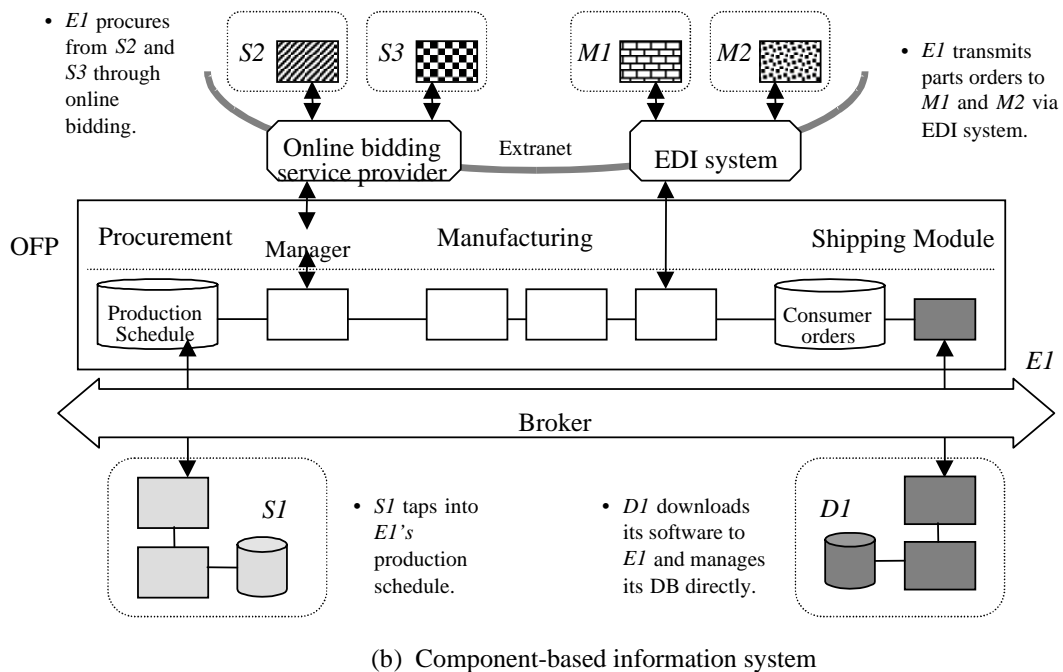 • E1 procures
from S2 and
S3 through
online
bidding.
S2
S3
M1
M2
• E1 transmits
parts orders to
M1 and M2 via
EDI system.
Online bidding
service provider
Extranet
EDI system
OFP
Procurement
Manager
Manufacturing
Shipping Module
Production
Schedule
Consumer
orders
E1
Broker
S1
• S1 taps into
E1's
production
schedule.
• D1 downloads
its software to
E1 and manages
its DB directly.
D1
(b) Component-based information system